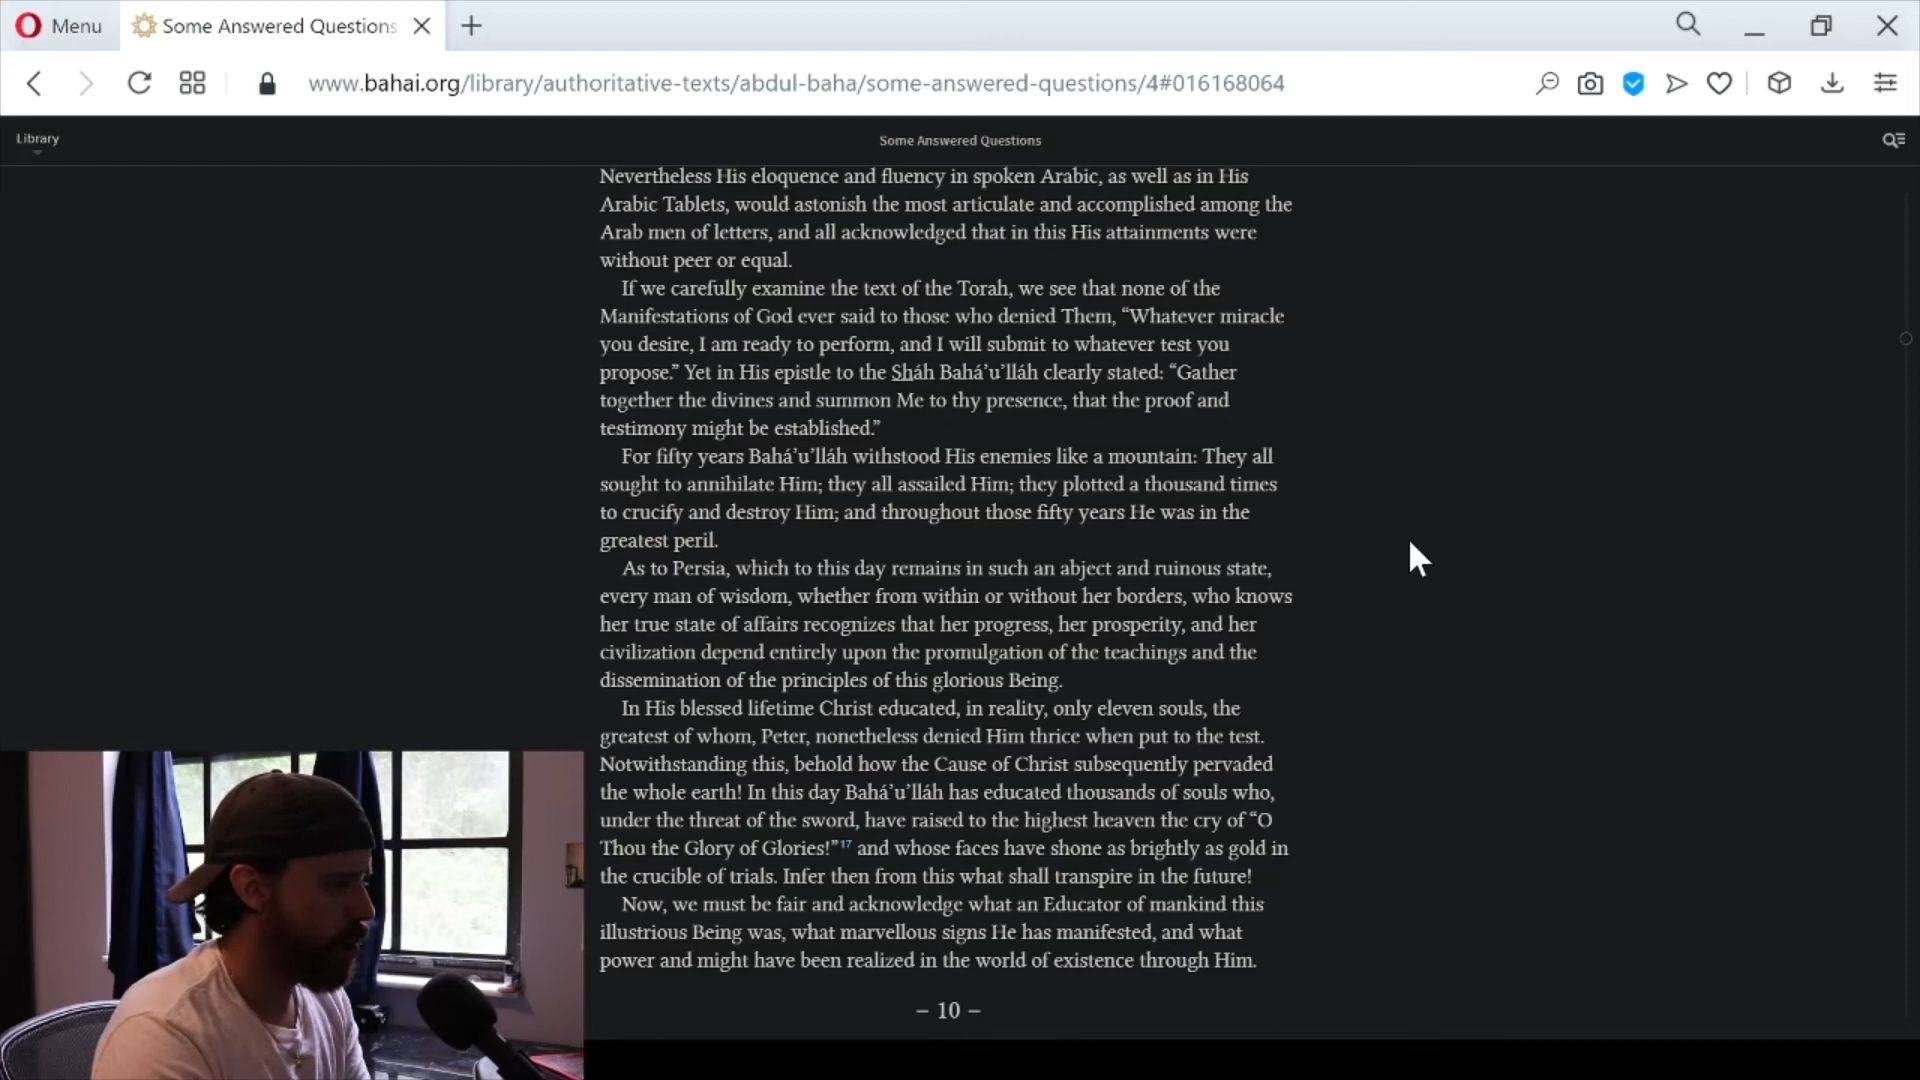 Menu
Some Answered Questions
www.bahai.org/library/authoritative-texts/abdul-baha/some-answered-questions/4#016168064
Library
Some Answered Questions
Nevertheless His eloquence and fluency in spoken Arabic, as well as in His
Arabic Tablets, would astonish the most articulate and accomplished among the
Arab men of letters, and all acknowledged that in this His attainments were
without peer or equal.
If we carefully examine the text of the Torah, we see that none of the
Manifestations of God ever said to those who denied Them, “Whatever miracle
you desire, I am ready to perform, and I will submit to whatever test you
propose.” Yet in His epistle to the Sháh Bahá’u’lláh clearly stated: “Gather
together the divines and summon Me to thy presence, that the proof and
testimony might be established.”
For fifty years Bahá’u’lláh withstood His enemies like a mountain: They all
sought to annihilate Him; they all assailed Him; they plotted a thousand times
to crucify and destroy Him; and throughout those fifty years He was in the
greatest peril.
As to Persia, which to this day remains in such an abject and ruinous state,
every man of wisdom, whether from within or without her borders, who knows
her true state of affairs recognizes that her progress, her prosperity, and her
civilization depend entirely upon the promulgation of the teachings and the
dissemination of the principles of this glorious Being.
In His blessed lifetime Christ educated, in reality, only eleven souls, the
greatest of whom, Peter, nonetheless denied Him thrice when put to the test.
Notwithstanding this, behold how the Cause of Christ subsequently pervaded
the whole earth! In this day Bahá’u’lláh has educated thousands of souls who,
under the threat of the sword, have raised to the highest heaven the cry of “O
Thou the Glory of Glories!”17 and whose faces have shone as brightly as gold in
the crucible of trials. Infer then from this what shall transpire in the future!
Now, we must be fair and acknowledge what an Educator of mankind this
illustrious Being was, what marvellous signs He has manifested, and what
power and might have been realized in the world of existence through Him.
– 10 –